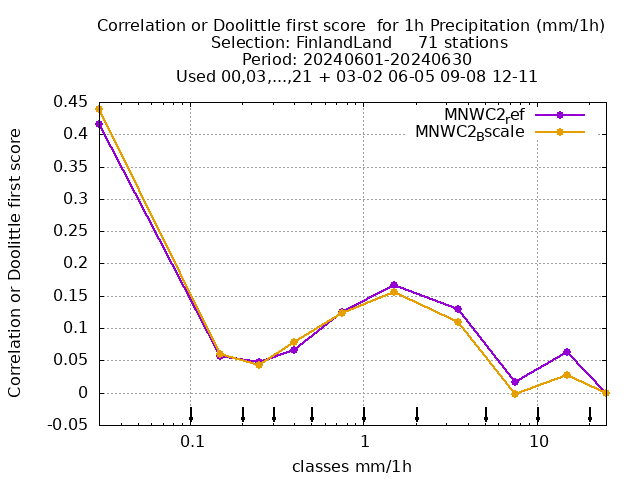 Correlation or Doolittle first score  for 1h Precipitation (mm/1h)
Selection: FinlandLand     71 stations
Period: 20240601-20240630
Used 00,03,...,21 + 03-02 06-05 09-08 12-11
MNWC2ref
MNWC2Bscale
Correlation or Doolittle first score
0.45
0.4
0.35
0.3
0.25
0.2
0.15
0.1
0.05
0
-0.05
0.1
1
10
classes mm/1h